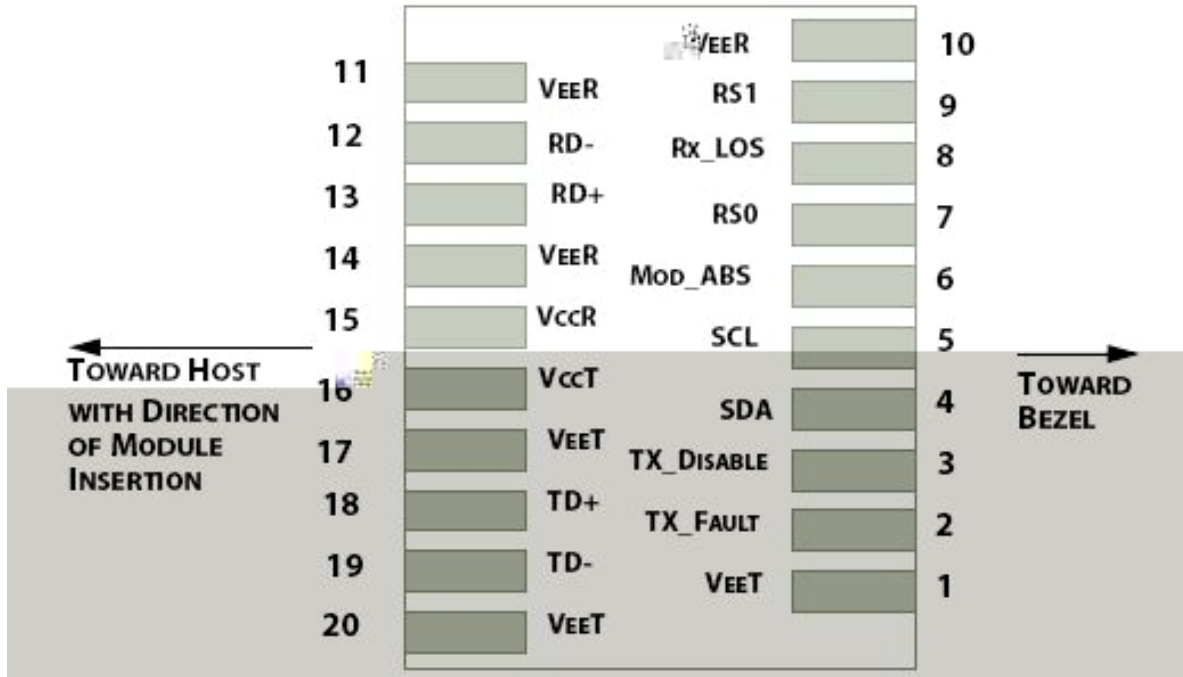 VEER 10
11 VEER
RS1 9
12 RD-
Rx_LOS 8
13 RD+
RS0 7
14 VEER
MOD_ABS 6
15 VCCR
SCL 5
TOWARD HOST
WITH DIRECTION
OF MODULE
INSERTION
16 VCCT
TOWARD
BEZEL
SDA 4
17 VEET
TX_DISABLE 3
18 TD+
TX_FAULT 2
19 TD-
VEET 1
20 VEET